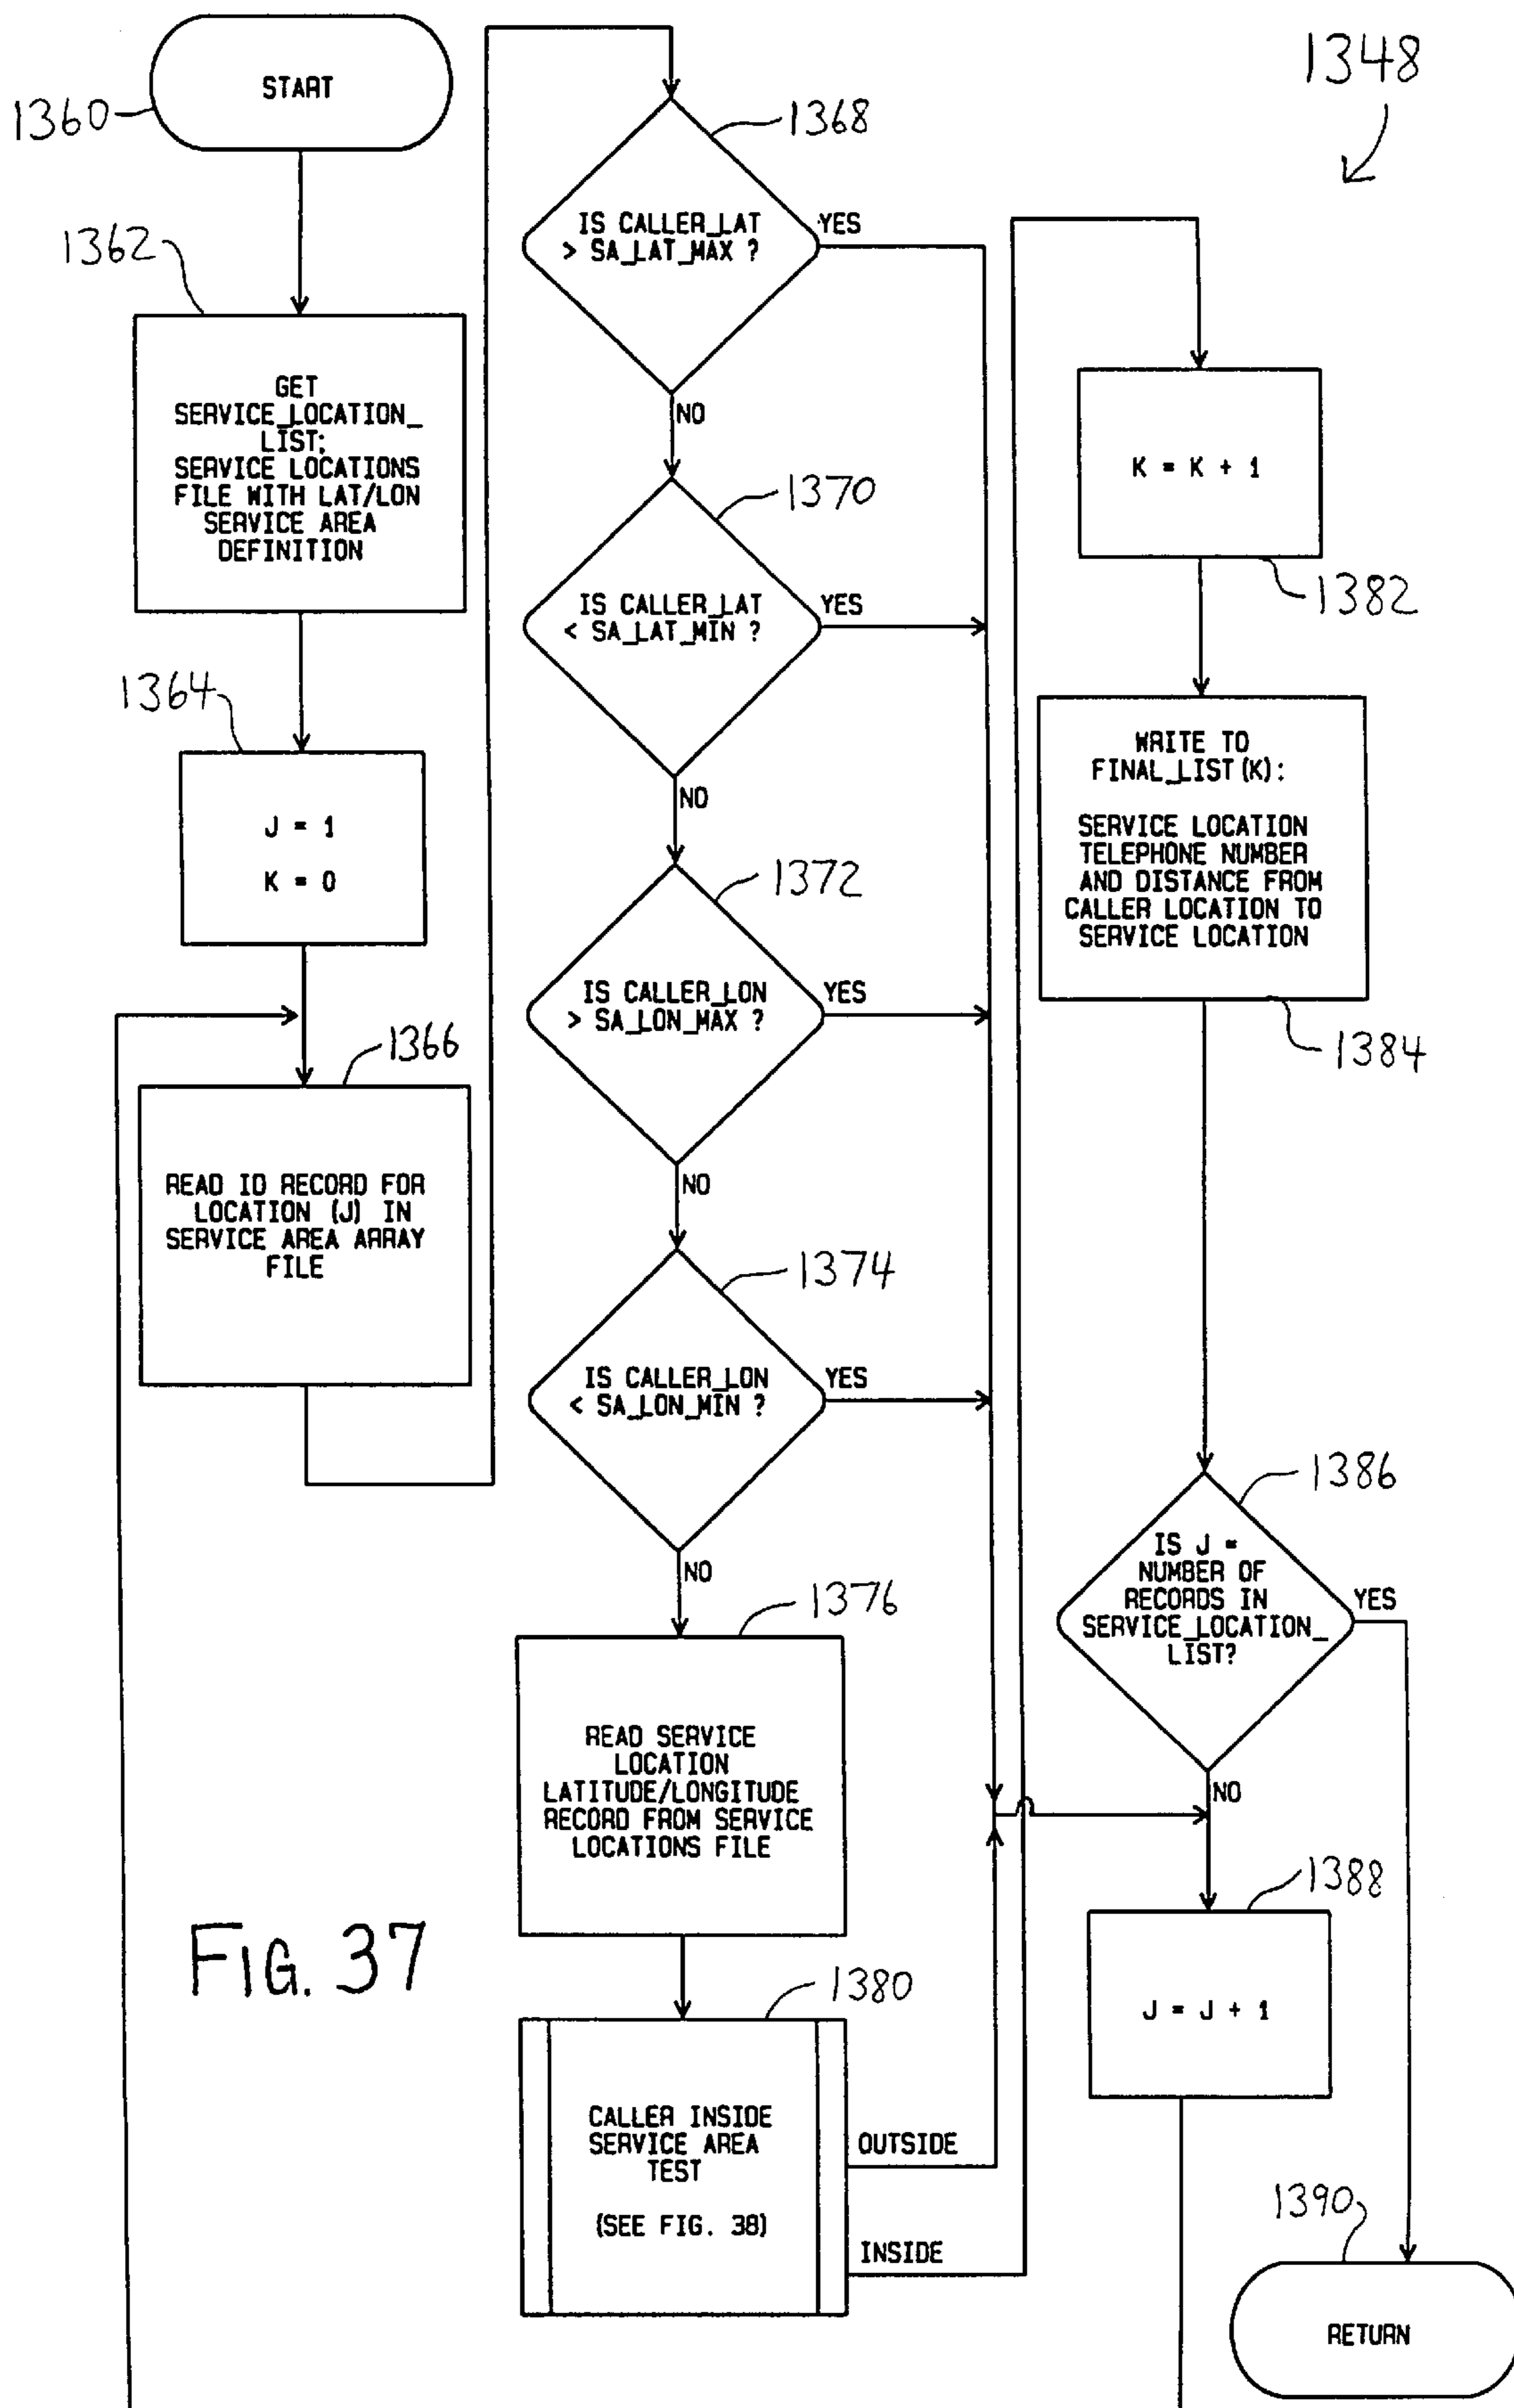 1348
1360
START
1362
GET
SERVICE_LOCATION_
LIST;
SERVICE LOCATIONS
FILE WITH LAT/LON
SERVICE AREA
DEFINITION
1364
J = 1
K = 0
1366
READ ID RECORD FOR
LOCATION (J) IN
SERVICE AREA ARRAY
FILE
1368
IS CALLER_LAT
> SA_LAT_MAX ?
YES
NO
1370
IS CALLER_LAT
< SA_LAT_MIN ?
YES
NO
1372
IS CALLER_LON
> SA_LON_MAX ?
YES
NO
1374
IS CALLER_LON
< SA_LON_MIN ?
YES
NO
1376
READ SERVICE
LOCATION
LATITUDE/LONGITUDE
RECORD FROM SERVICE
LOCATIONS FILE
1380
CALLER INSIDE
SERVICE AREA
TEST
(SEE FIG. 38)
OUTSIDE
INSIDE
K = K + 1
1382
WRITE TO
FINAL_LIST (K):
SERVICE LOCATION
TELEPHONE NUMBER
AND DISTANCE FROM
CALLER LOCATION TO
SERVICE LOCATION
1384
1386
IS J =
NUMBER OF
RECORDS IN
SERVICE_LOCATION_
LIST?
YES
NO
1388
J = J + 1
1390
RETURN
FIG. 37